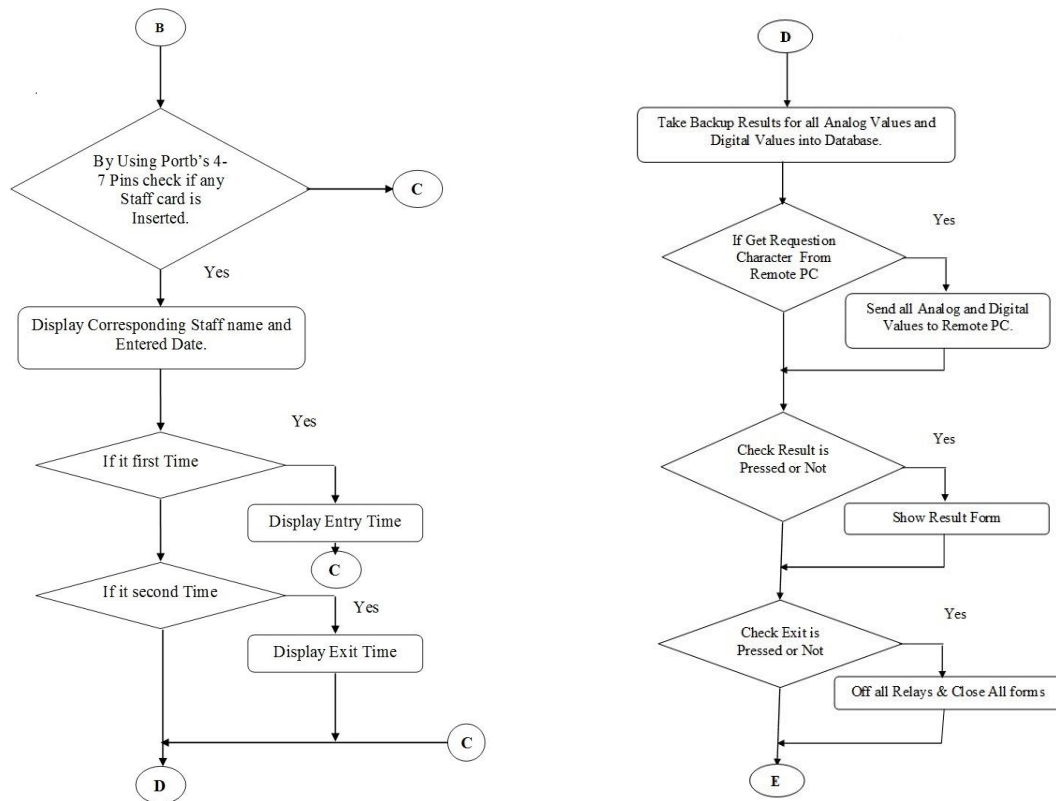 B
By Using Portb's 4-
7 Pins check if any
Staff card is
Inserted.
C
Yes
Display Corresponding Staff name and
Entered Date.
Yes
If it first Time
Display Entry Time
C
If it second Time
Yes
Display Exit Time
C
D
D
Take Backup Results for all Analog Values and
Digital Values into Database.
Yes
If Get Requestion
Character From
Remote PC
Send all Analog and Digital
Values to Remote PC.
Yes
Check Result is
Pressed or Not
Show Result Form
Yes
Check Exit is
Pressed or Not
Off all Relays & Close All forms
E